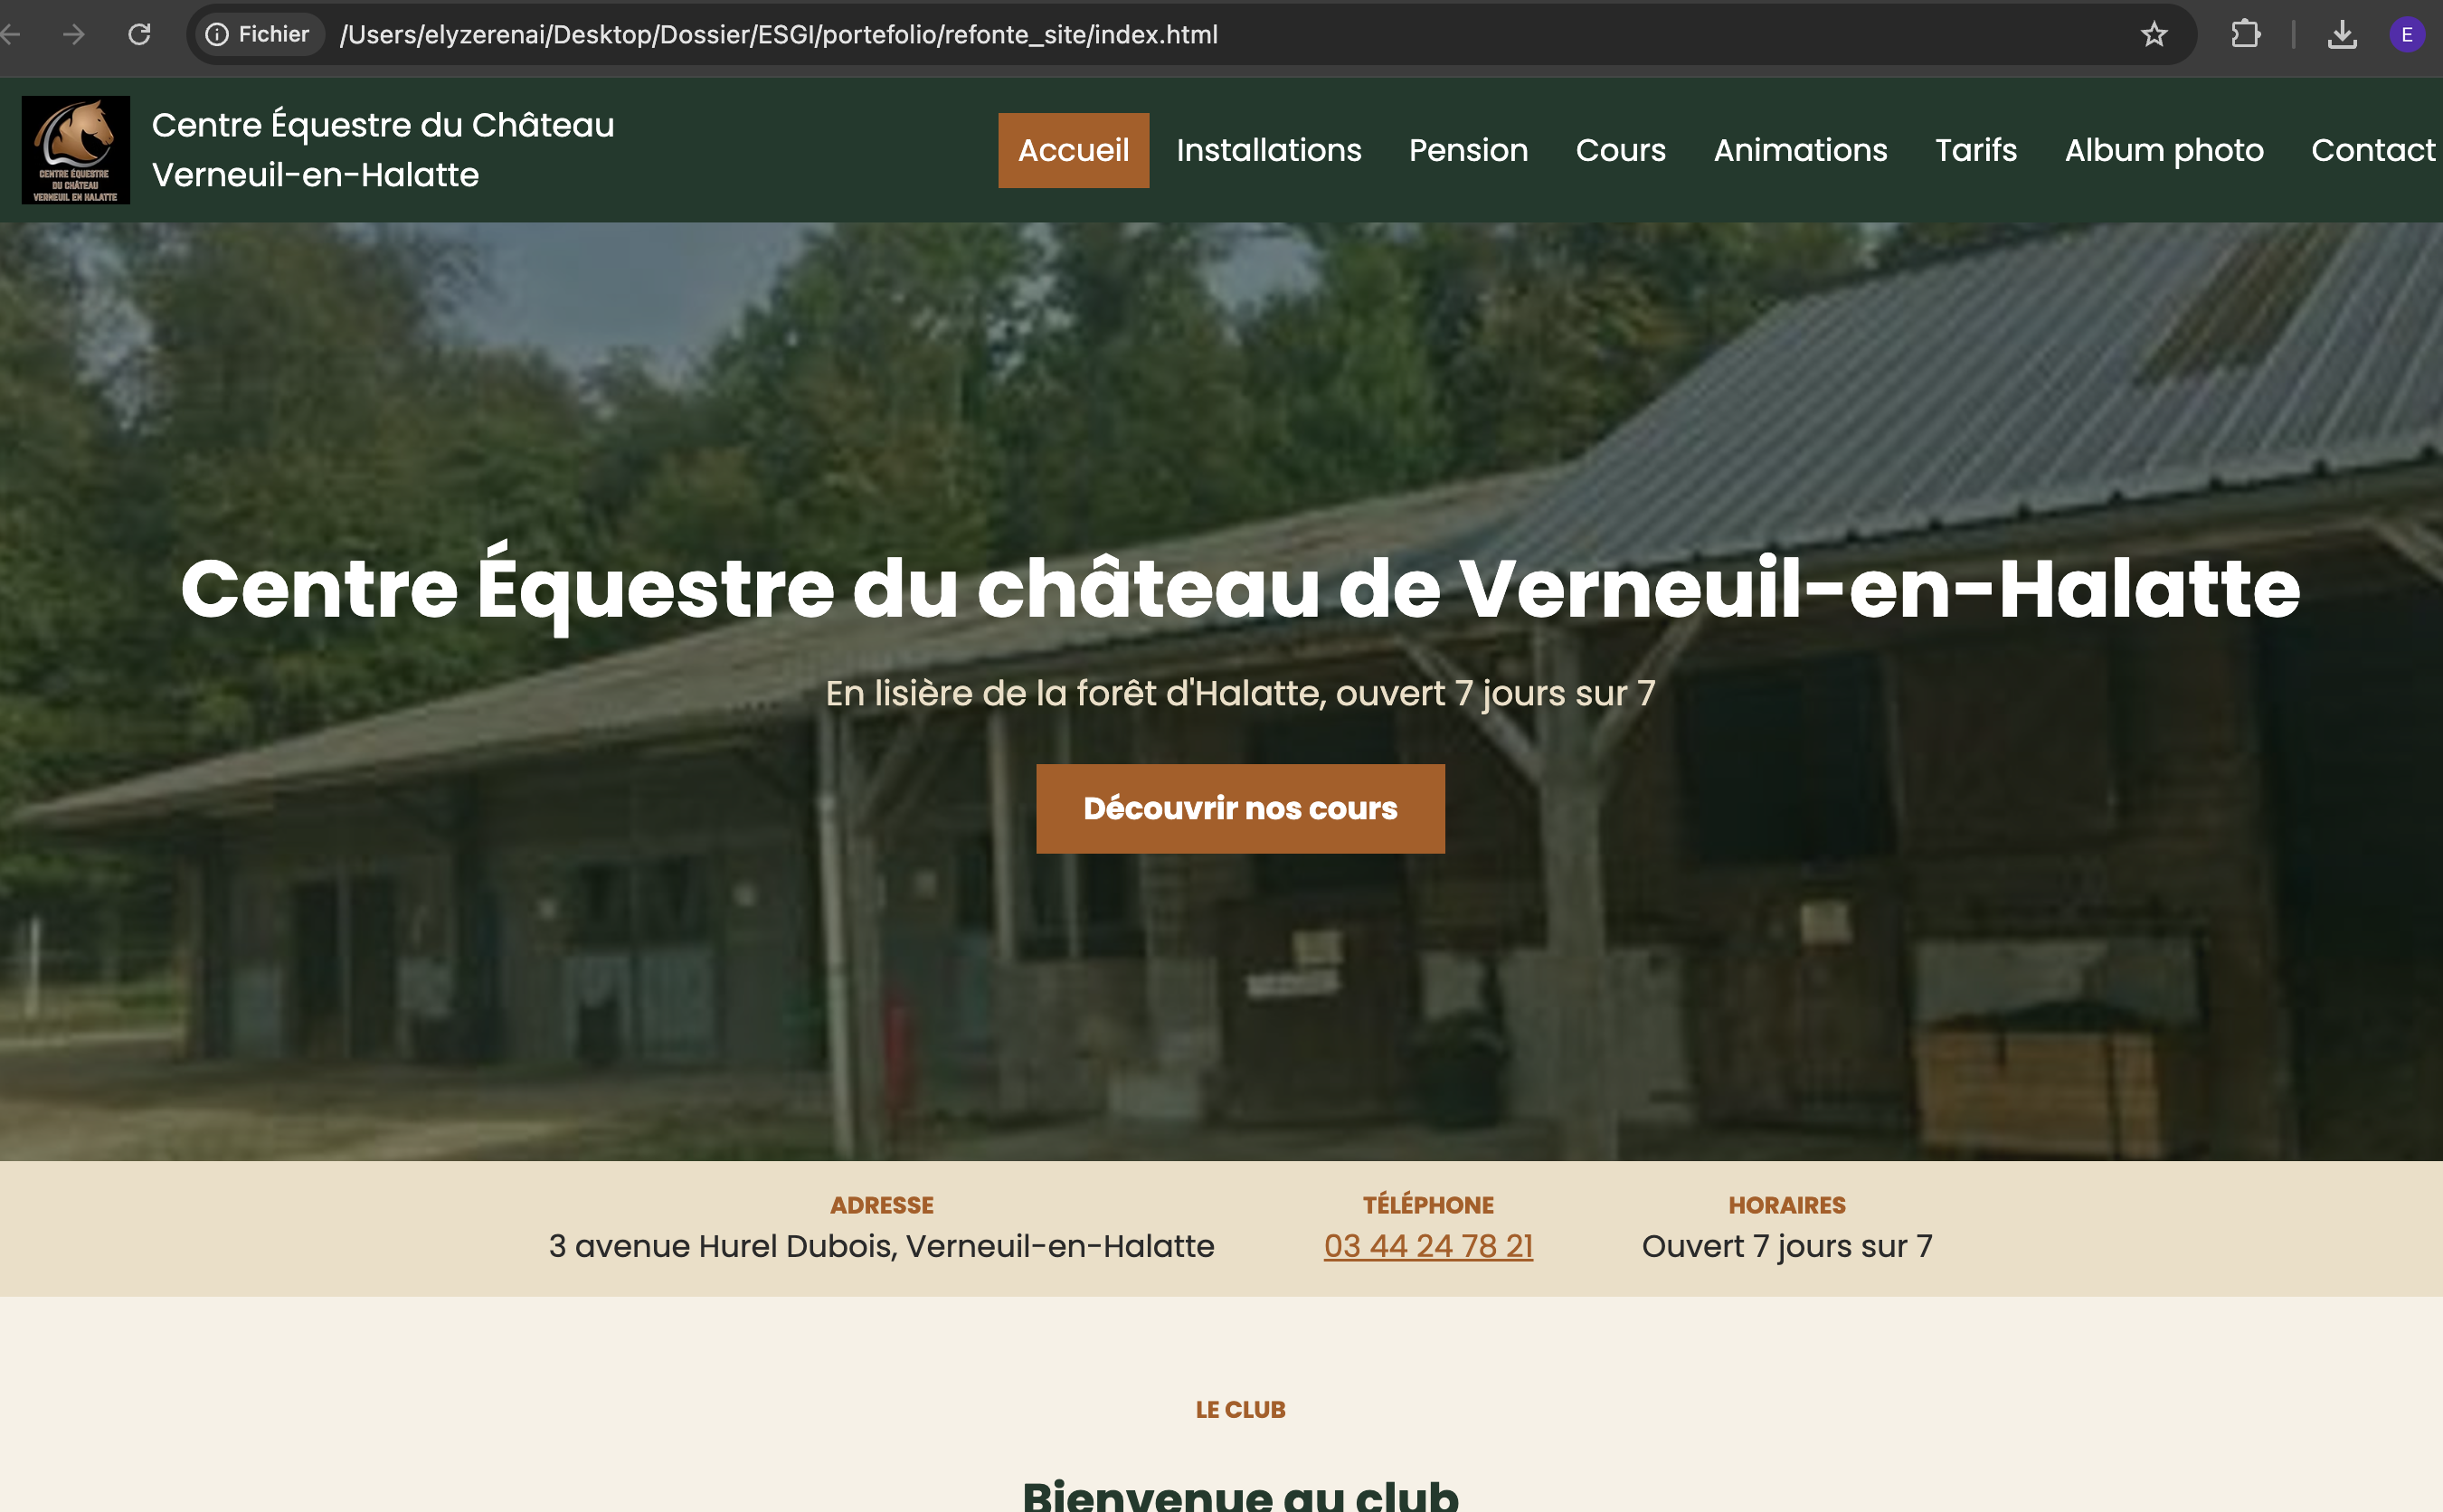 Fichier /Users/elyzerenai/Desktop/Dossier/ESGI/portefolio/refonte_site/index.html E
CENTRE ÉQUESTRE
DU CHÂTEAU
VERNEUIL EN HALATTE
Centre Équestre du Château
Verneuil-en-Halatte
Accueil Installations Pension Cours Animations Tarifs Album photo Contact
Centre Équestre du château de Verneuil-en-Halatte
En lisière de la forêt d'Halatte, ouvert 7 jours sur 7
Découvrir nos cours
ADRESSE
3 avenue Hurel Dubois, Verneuil-en-Halatte
TÉLÉPHONE
03 44 24 78 21
HORAIRES
Ouvert 7 jours sur 7
LE CLUB
Bienvenue au club